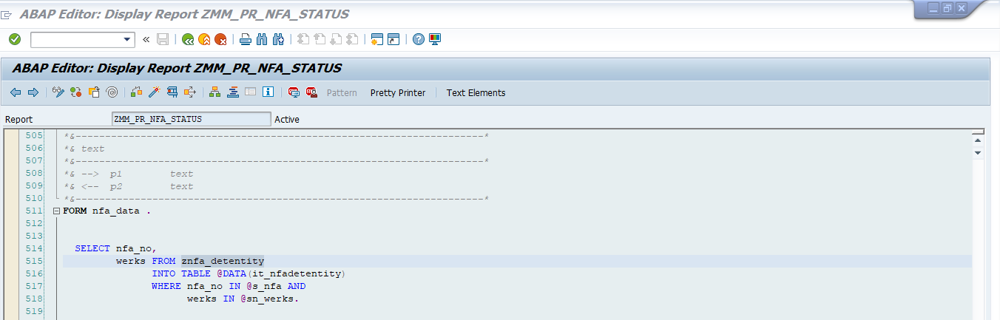 ABAP Editor: Display Report ZMM_PR_NFA_STATUS
ABAP Editor: Display Report ZMM_PR_NFA_STATUS
Pattern Pretty Printer Text Elements
Report ZMM_PR_NFA_STATUS Active
505 *&---------------------------------------------------------------------*
506 *& text
507 *&---------------------------------------------------------------------*
508 *& --> p1 text
509 *& <-- p2 text
510 *&---------------------------------------------------------------------*
511 FORM nfa_data .
512
513
514 SELECT nfa_no,
515 werks FROM znfa_detentity
516 INTO TABLE @DATA(it_nfadetentity)
517 WHERE nfa_no IN @s_nfa AND
518 werks IN @sn_werks.
519